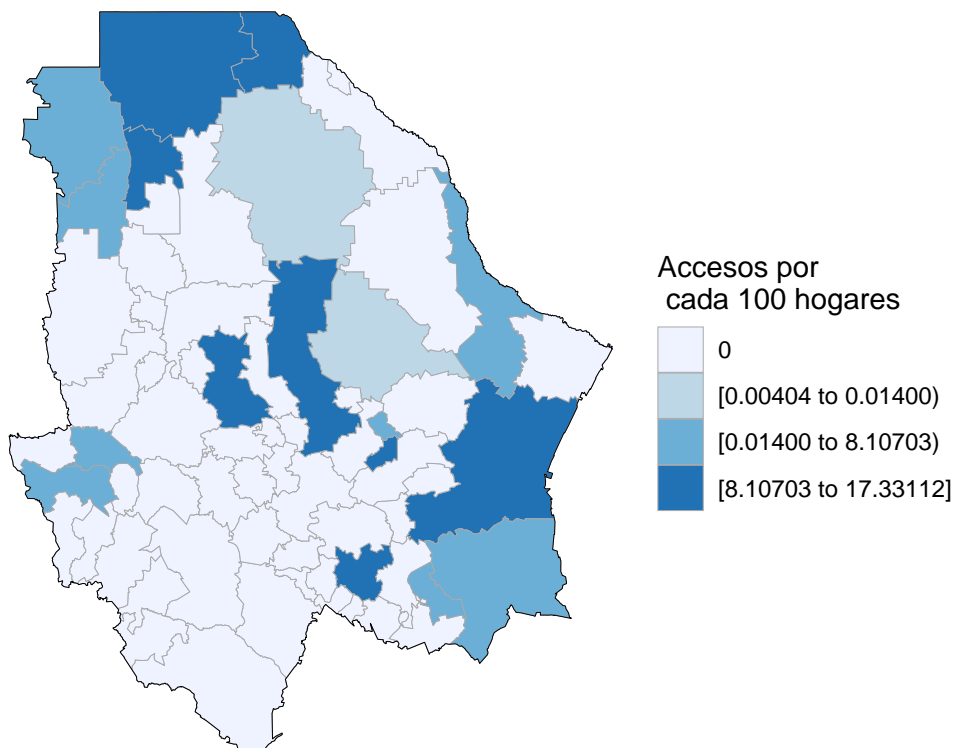 Accesos por
cada 100 hogares
0
[0.00404 to 0.01400)
[0.01400 to 8.10703)
[8.10703 to 17.33112]